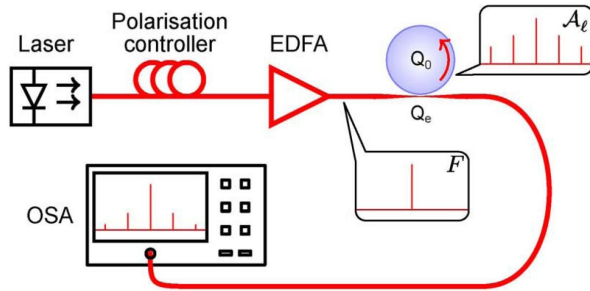 Polarisation
controller
Laser
EDFA
Q₀
Qₑ
𝒜ℓ
F
OSA